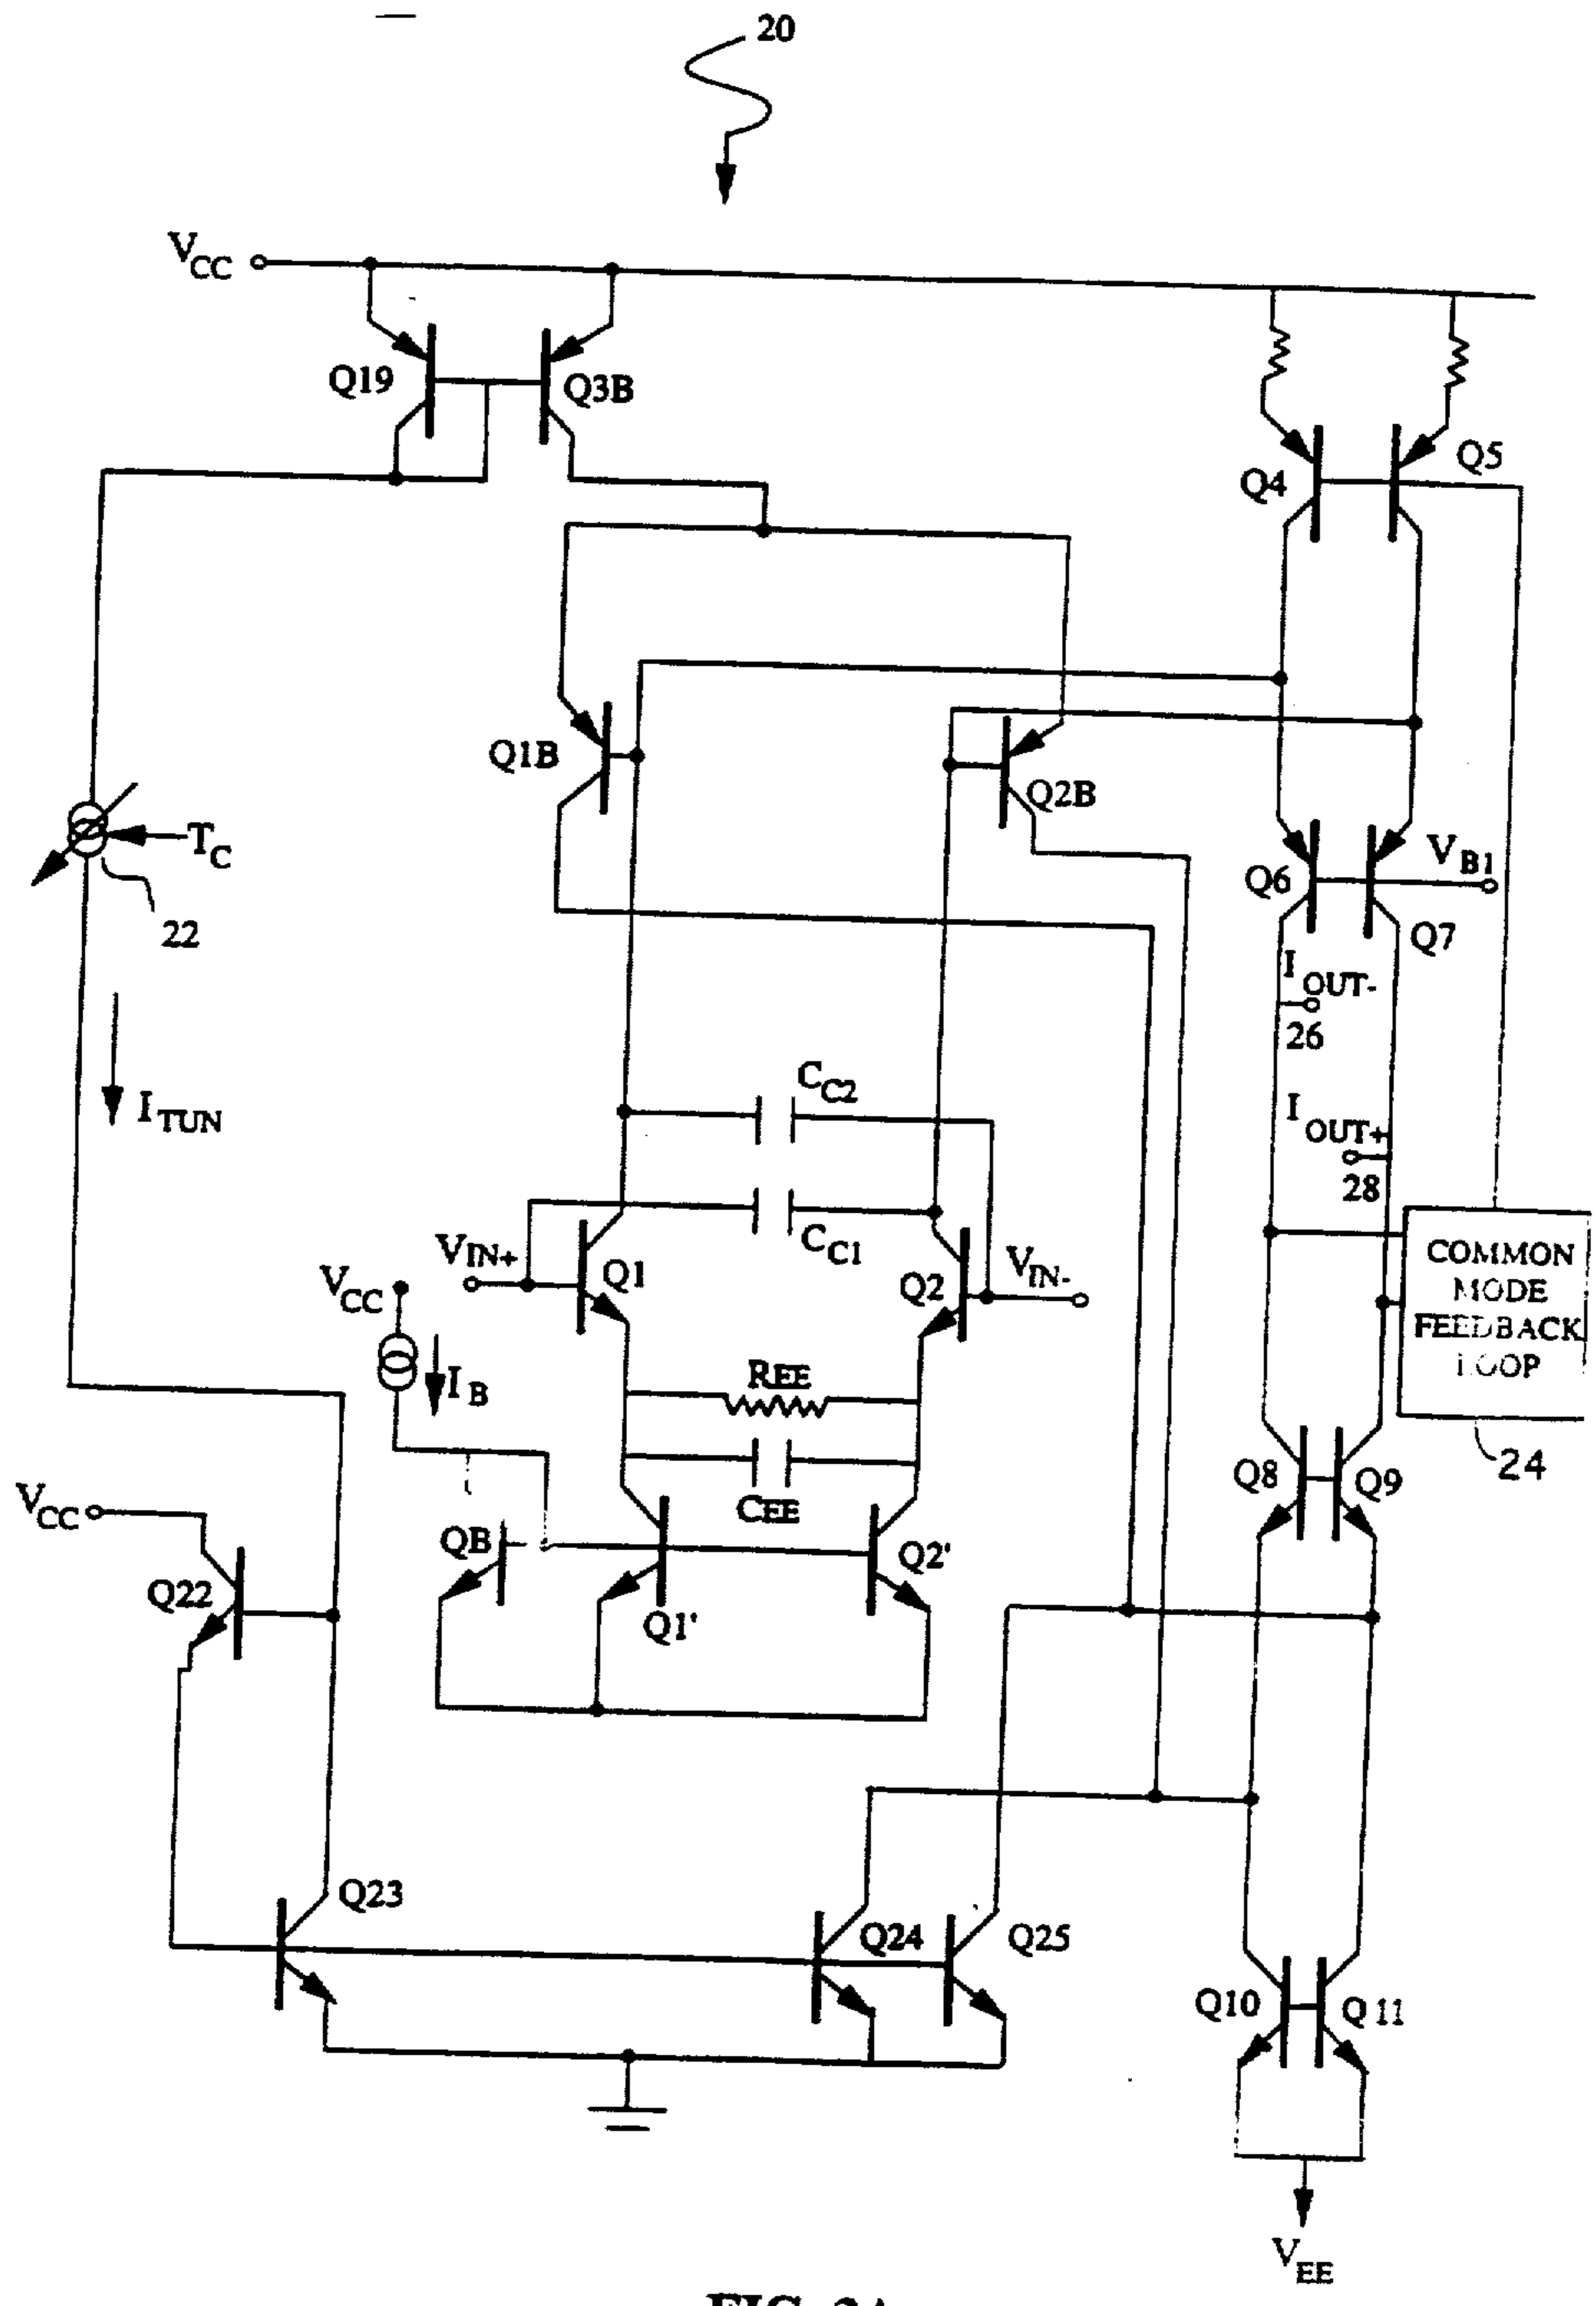 20
VCC
Q19
Q3B
Q4
Q5
Q1B
Q2B
TC
22
Q6
VB1
Q7
IOUT-
26
ITUN
CC2
IOUT+
28
CC1
VIN+
Q1
Q2
VIN-
VCC
IB
REE
COMMON
MODE
FEEDBACK
LOOP
24
CEE
Q8
Q9
VCC
QB
Q2'
Q22
Q1'
Q23
Q24
Q25
Q10
Q11
VEE